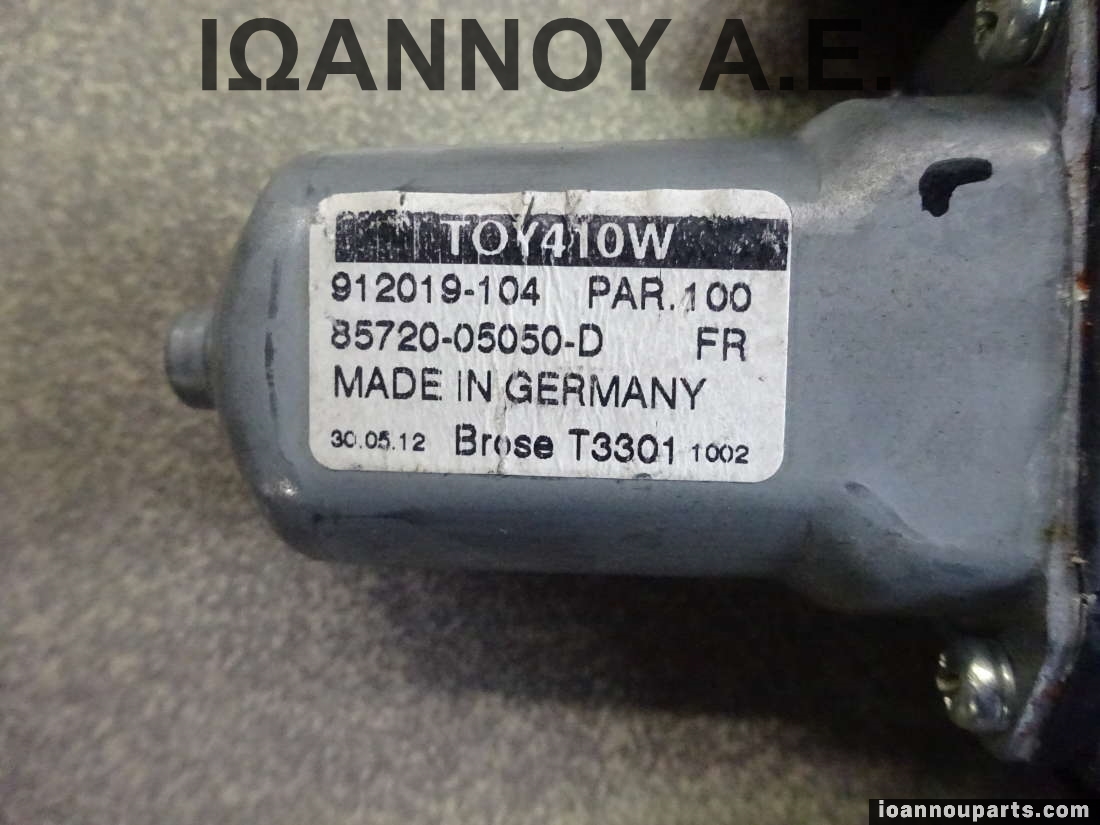 ΙΩΑΝΝΟΥ Α.Ε.
TOY410W
912019-104 PAR.100
85720-05050-D FR
MADE IN GERMANY
30.05.12 Brose T3301 1002
ioannouparts.com